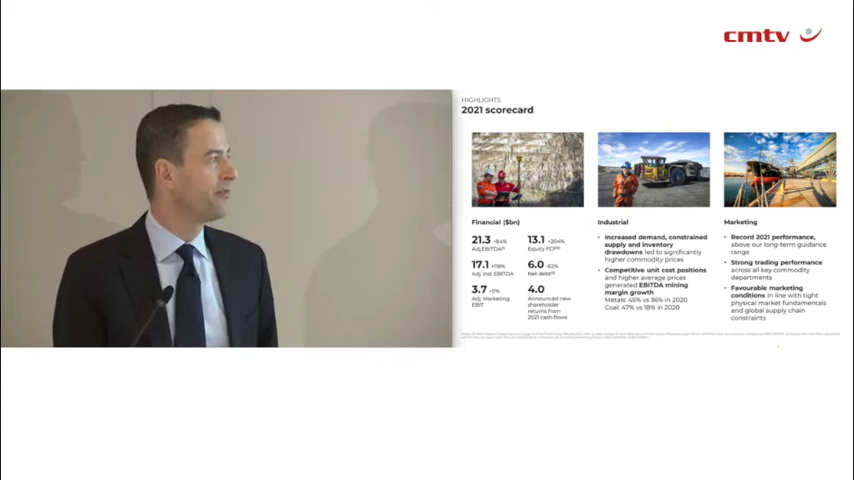 cmtv
HIGHLIGHTS
2021 scorecard
Financial ($bn)
21.3 +84%
Adj.EBITDA
13.1 +204%
Equity FCF
17.1 +118%
Adj. Ind. EBITDA
6.0 -62%
Net debt
3.7 +11%
Adj. Marketing
EBIT
4.0
Announced new
shareholder
returns from
2021 cash flows
Industrial
• Increased demand, constrained
supply and inventory
drawdowns led to significantly
higher commodity prices
• Competitive unit cost positions
and higher average prices
generated EBITDA mining
margin growth
Metals: 45% vs 36% in 2020
Coal: 47% vs 18% in 2020
Marketing
• Record 2021 performance,
above our long-term guidance
range
• Strong trading performance
across all key commodity
departments
• Favourable marketing
conditions in line with tight
physical market fundamentals
and global supply chain
constraints